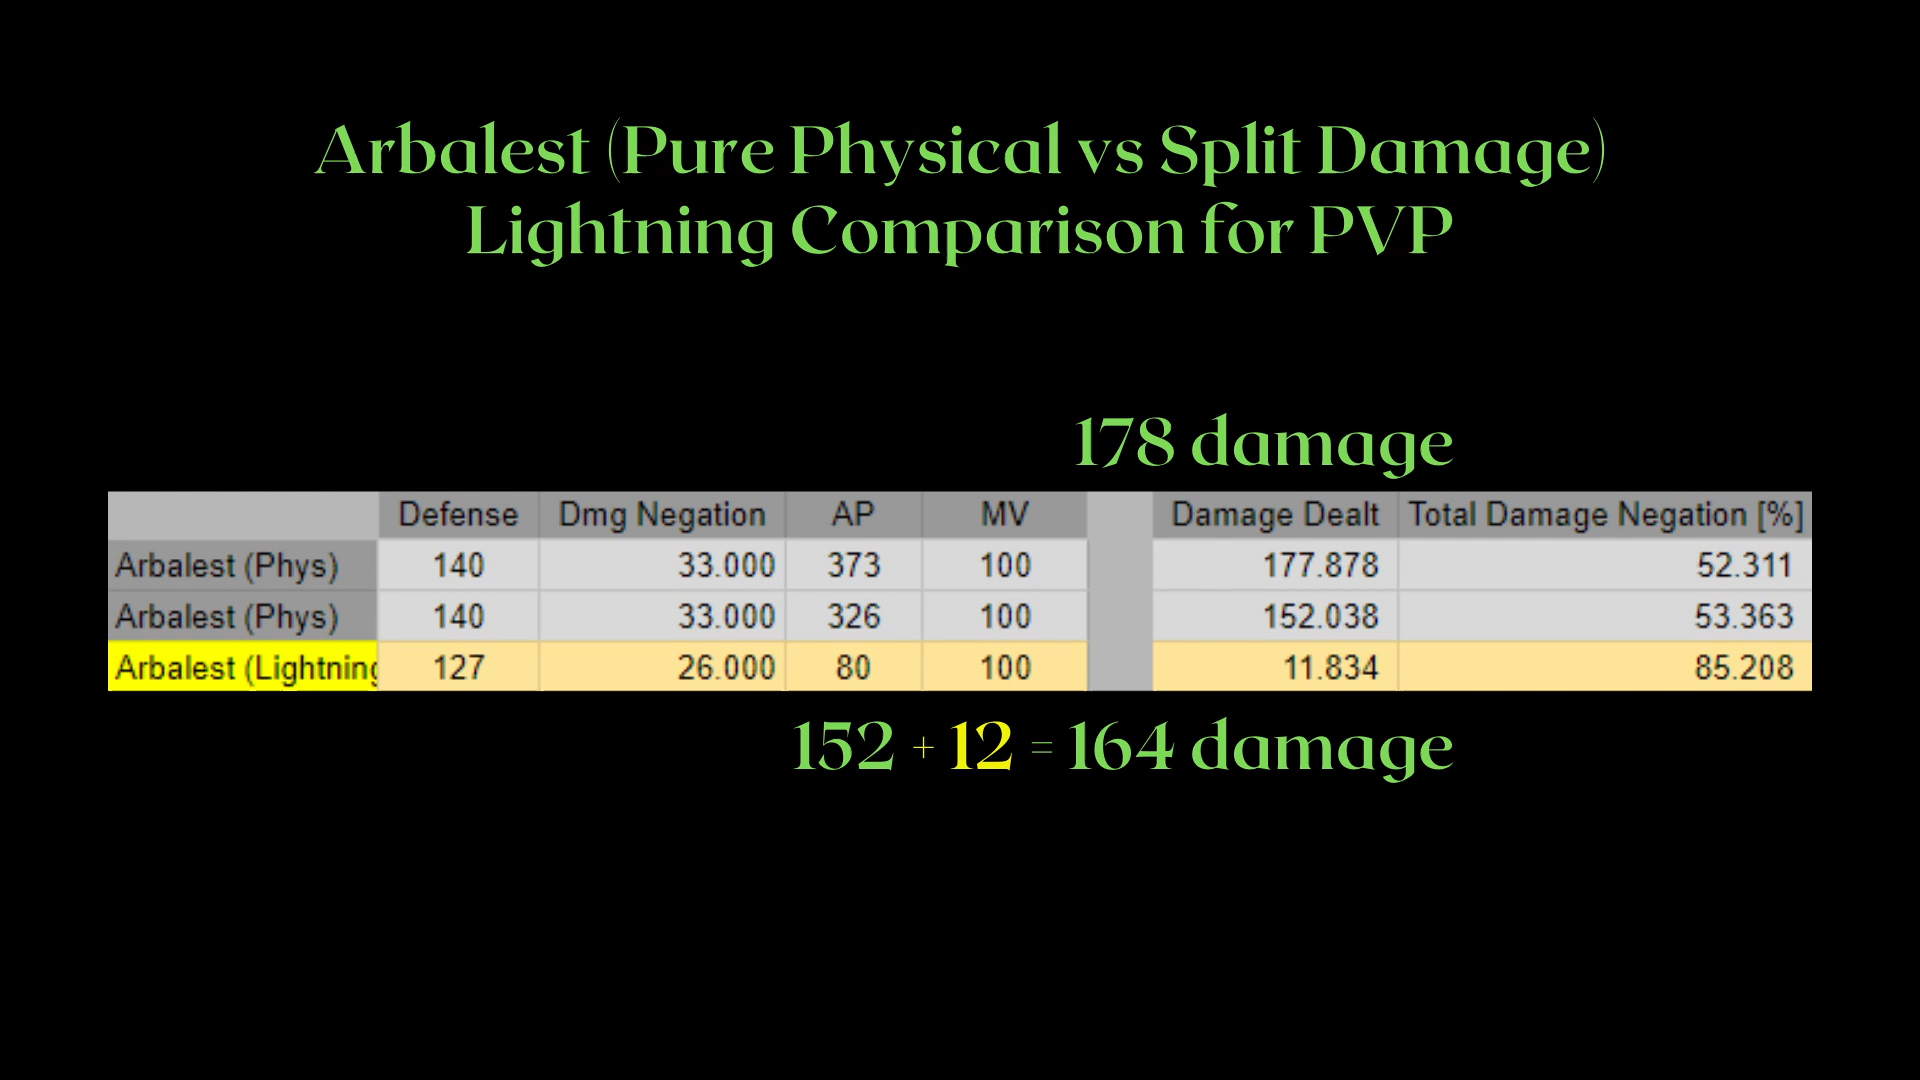 Arbalest (Pure Physical vs Split Damage)
Lightning Comparison for PVP
178 damage
Defense Dmg Negation AP MV Damage Dealt Total Damage Negation [%]
Arbalest (Phys) 140 33.000 373 100 177.878 52.311
Arbalest (Phys) 140 33.000 326 100 152.038 53.363
Arbalest (Lightning 127 26.000 80 100 11.834 85.208
152 + 12 = 164 damage